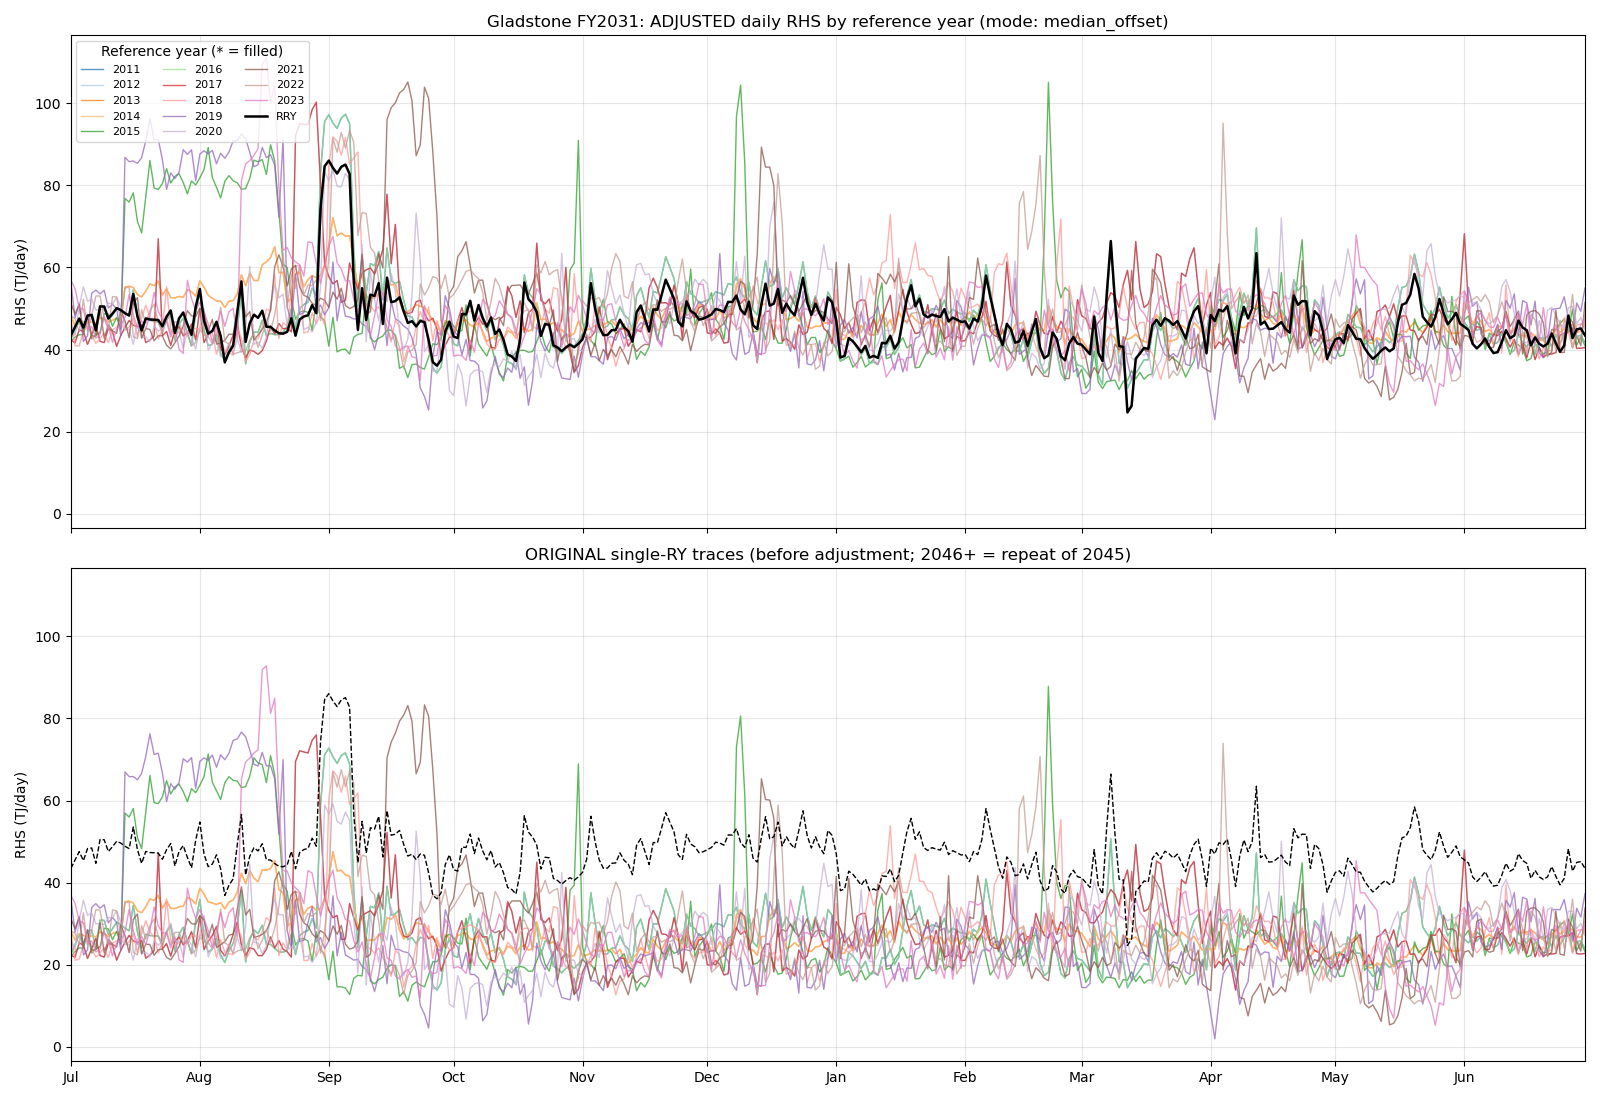 Gladstone FY2031: ADJUSTED daily RHS by reference year (mode: median_offset)
Reference year (* = filled)
2011 2016 2021
2012 2017 2022
2013 2018 2023
2014 2019 RRY
2015 2020
RHS (TJ/day)
100
80
60
40
20
0
ORIGINAL single-RY traces (before adjustment; 2046+ = repeat of 2045)
RHS (TJ/day)
100
80
60
40
20
0
Jul Aug Sep Oct Nov Dec Jan Feb Mar Apr May Jun